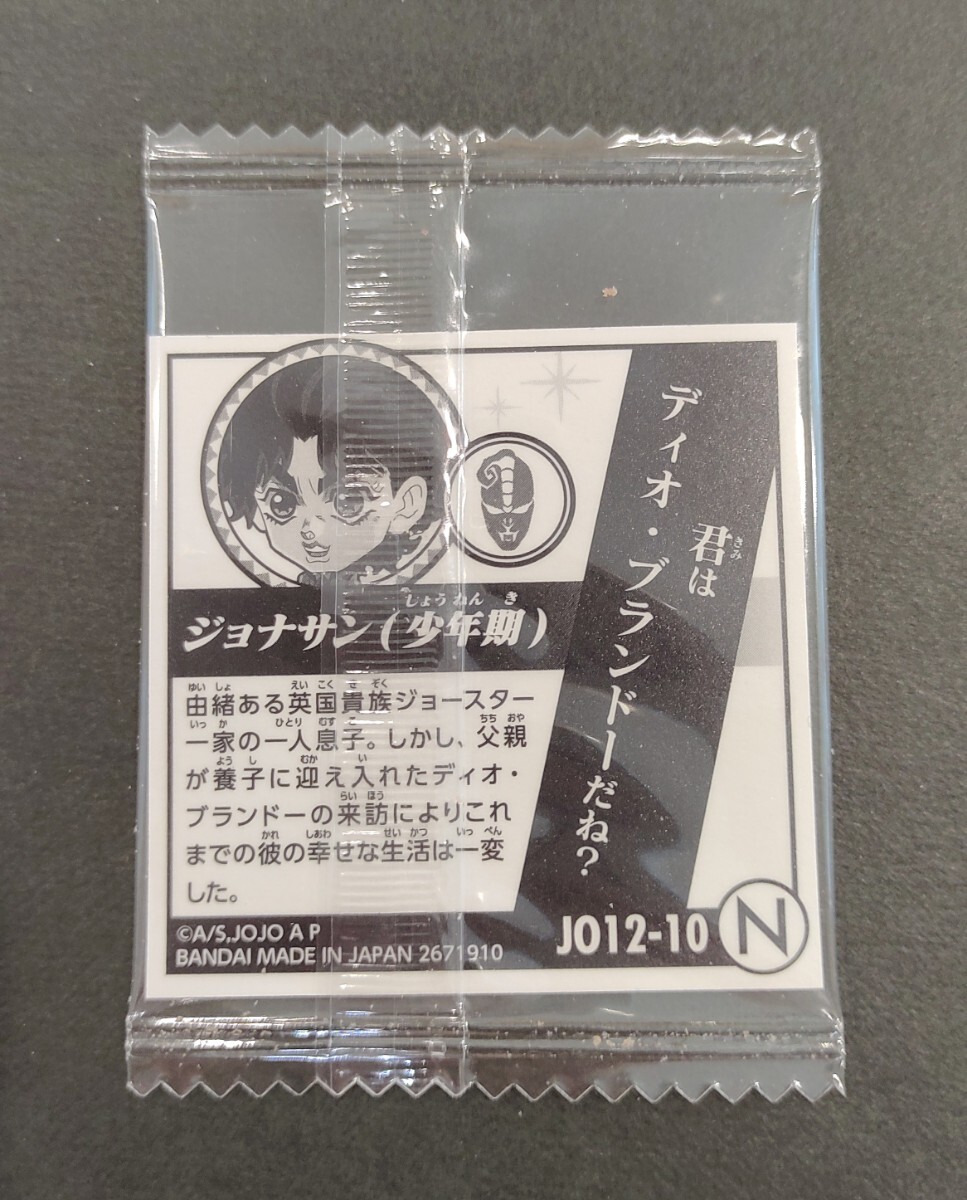 君は
ディオ・ブランドーだね?
ジョナサン(少年期)
由緒ある英国貴族ジョースター
一家の一人息子。しかし、父親
が養子に迎え入れたディオ・
ブランドーの来訪によりこれ
までの彼の幸せな生活は一変
した。
©A/S,JOJO A P
BANDAI MADE IN JAPAN 2671910
JO12-10
N